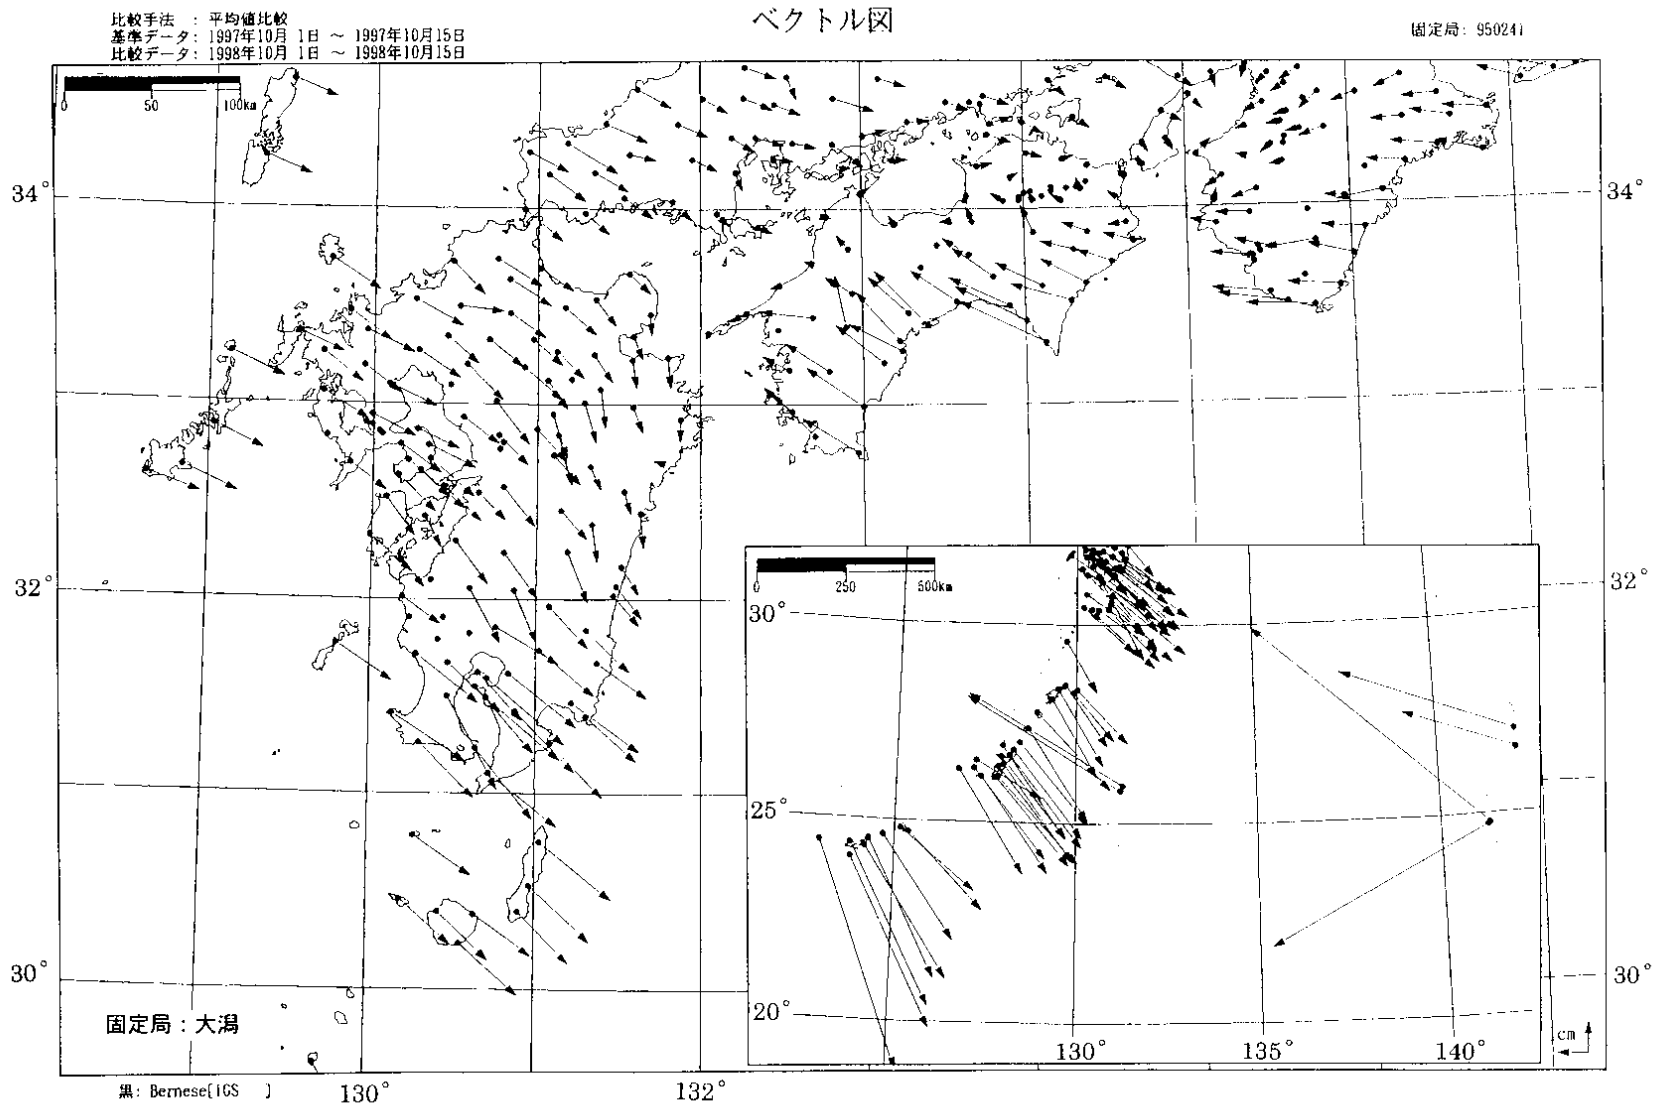 ベクトル図
比較手法 : 平均値比較
基準データ: 1997年10月 1日 ~ 1997年10月15日
比較データ: 1998年10月 1日 ~ 1998年10月15日
固定局: 950241
0 50 100km
34° 34°
32° 32°
30° 30°
0 250 500km
30°
25°
20°
130° 135° 140°
cm
固定局:大潟
黒: Bernese[IGS ]
130° 132°